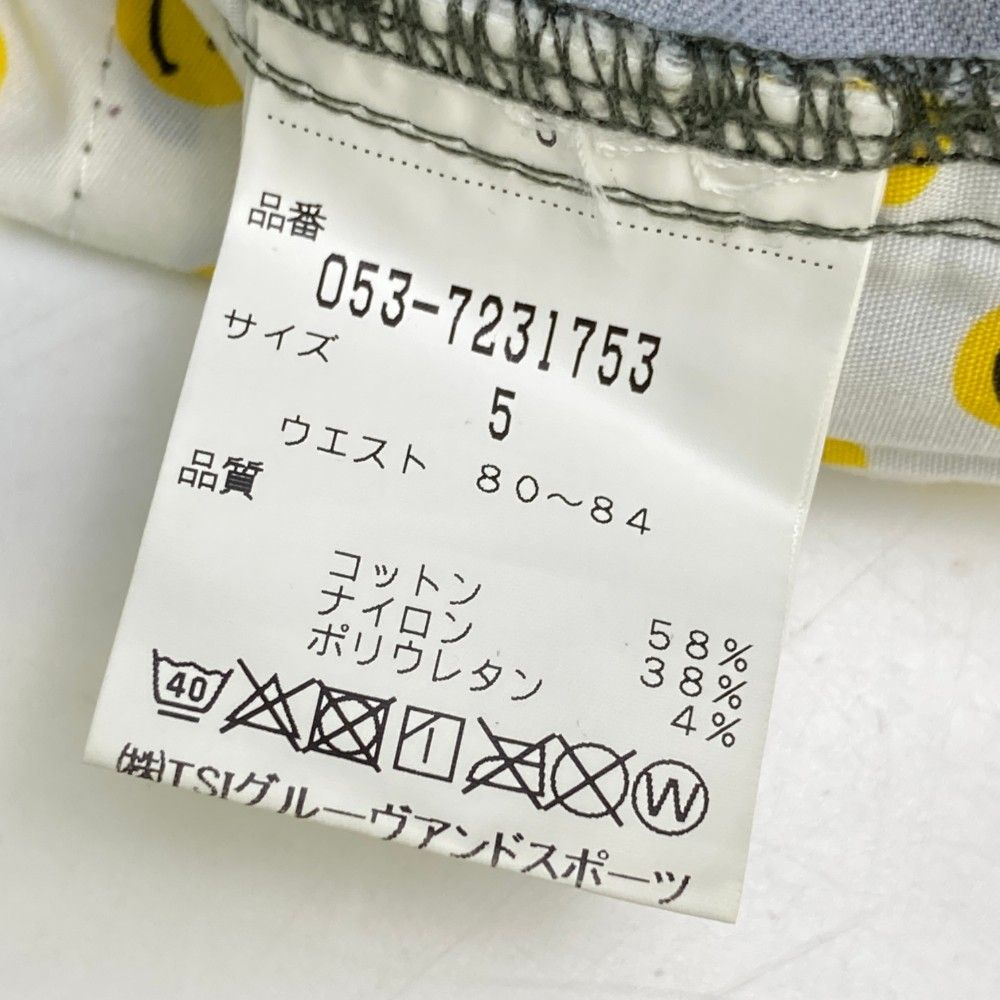 品番
053-7231753
サイズ
5
ウエスト 80～84
品質
コットン 58%
ナイロン 38%
ポリウレタン 4%
40
W
㈱TSIグルーヴアンドスポーツ